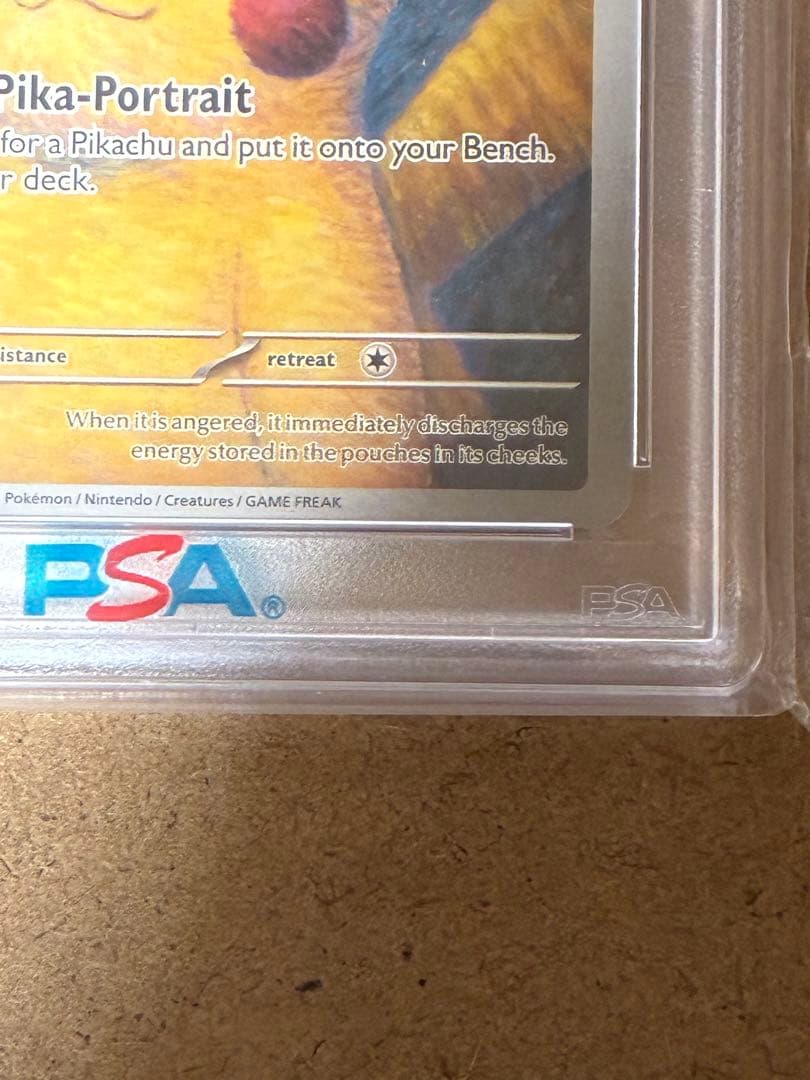 Pika-Portrait
for a Pikachu and put it onto your Bench.
r deck.
istance
retreat
When it is angered, it immediately discharges the
energy stored in the pouches in its cheeks.
Pokémon / Nintendo / Creatures / GAME FREAK
PSA®
PSA